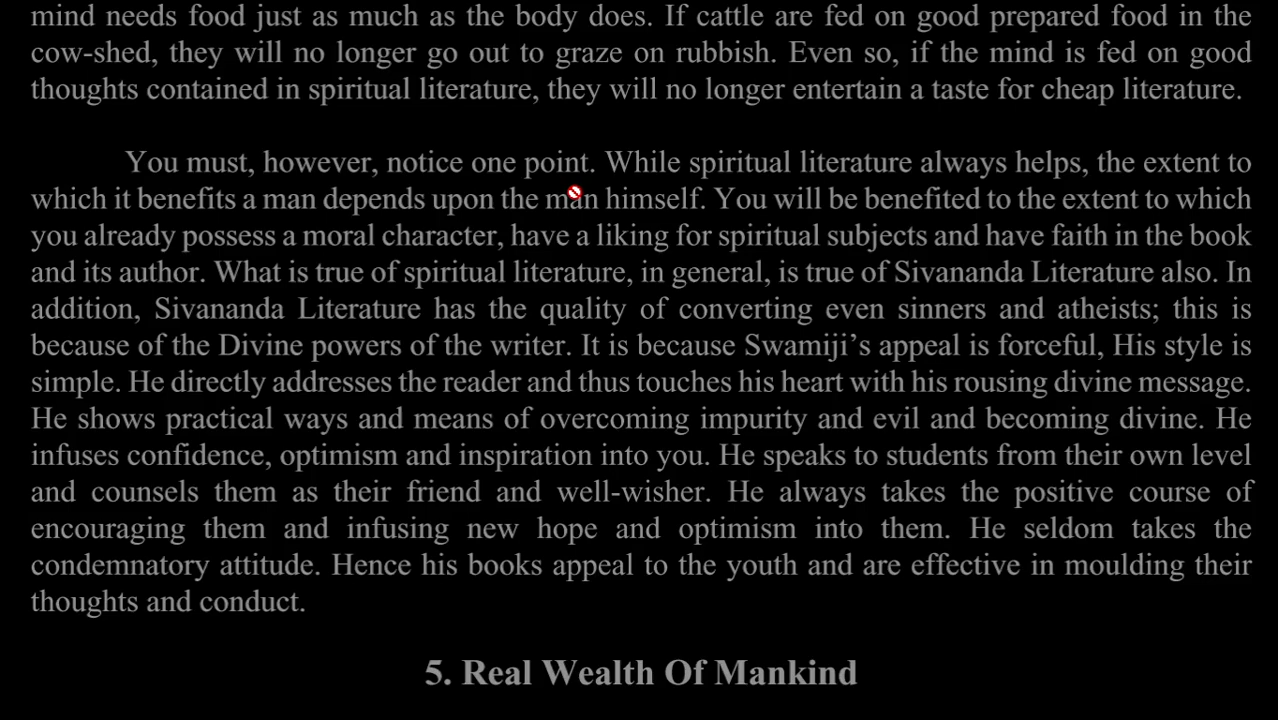 mind needs food just as much as the body does. If cattle are fed on good prepared food in the
cow-shed, they will no longer go out to graze on rubbish. Even so, if the mind is fed on good
thoughts contained in spiritual literature, they will no longer entertain a taste for cheap literature.
You must, however, notice one point. While spiritual literature always helps, the extent to
which it benefits a man depends upon the man himself. You will be benefited to the extent to which
you already possess a moral character, have a liking for spiritual subjects and have faith in the book
and its author. What is true of spiritual literature, in general, is true of Sivananda Literature also. In
addition, Sivananda Literature has the quality of converting even sinners and atheists; this is
because of the Divine powers of the writer. It is because Swamiji’s appeal is forceful, His style is
simple. He directly addresses the reader and thus touches his heart with his rousing divine message.
He shows practical ways and means of overcoming impurity and evil and becoming divine. He
infuses confidence, optimism and inspiration into you. He speaks to students from their own level
and counsels them as their friend and well-wisher. He always takes the positive course of
encouraging them and infusing new hope and optimism into them. He seldom takes the
condemnatory attitude. Hence his books appeal to the youth and are effective in moulding their
thoughts and conduct.
5. Real Wealth Of Mankind